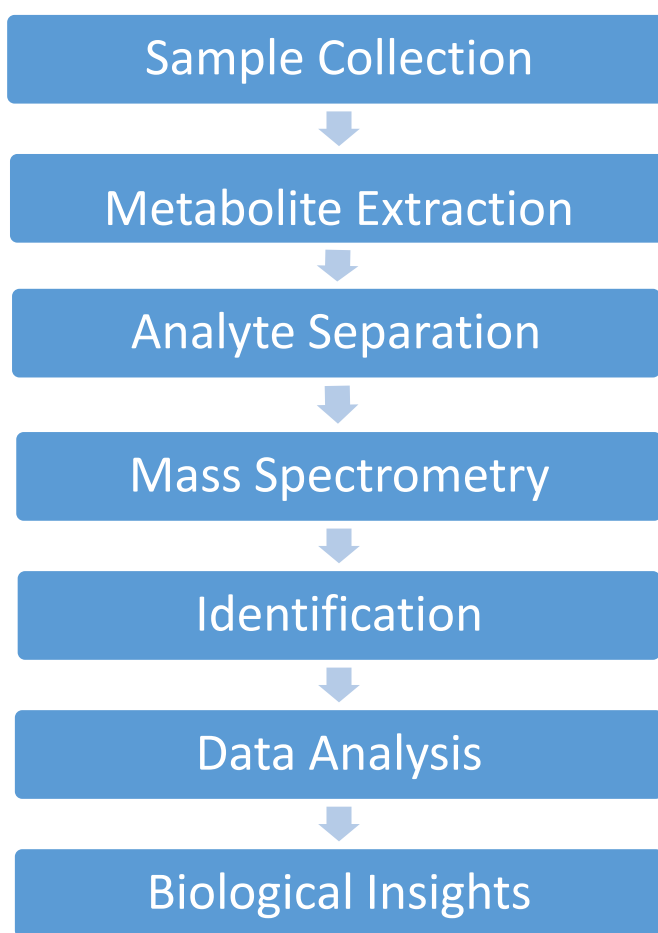 Sample Collection
Metabolite Extraction
Analyte Separation
Mass Spectrometry
Identification
Data Analysis
Biological Insights